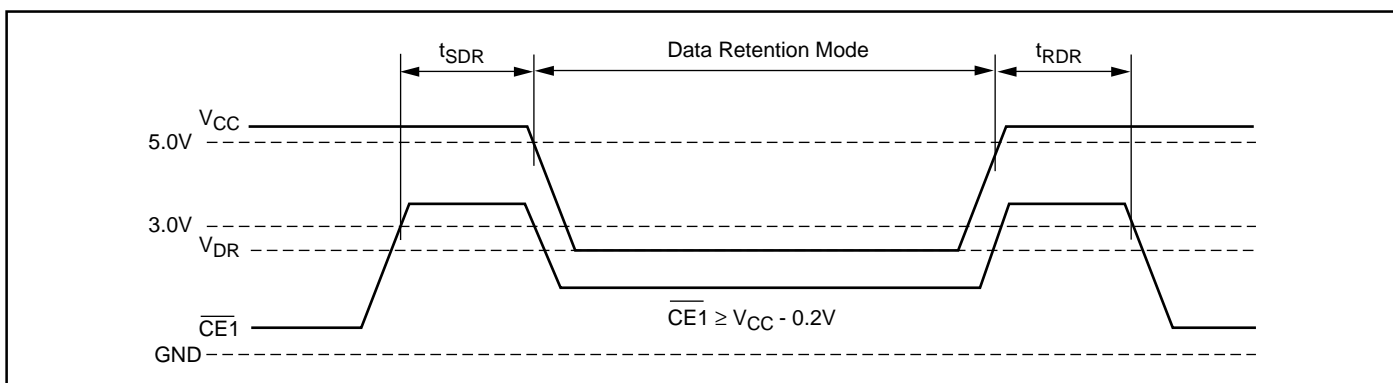 tSDR Data Retention Mode tRDR
VCC
5.0V
3.0V
VDR
CE1 ≥ VCC - 0.2V
CE1
GND